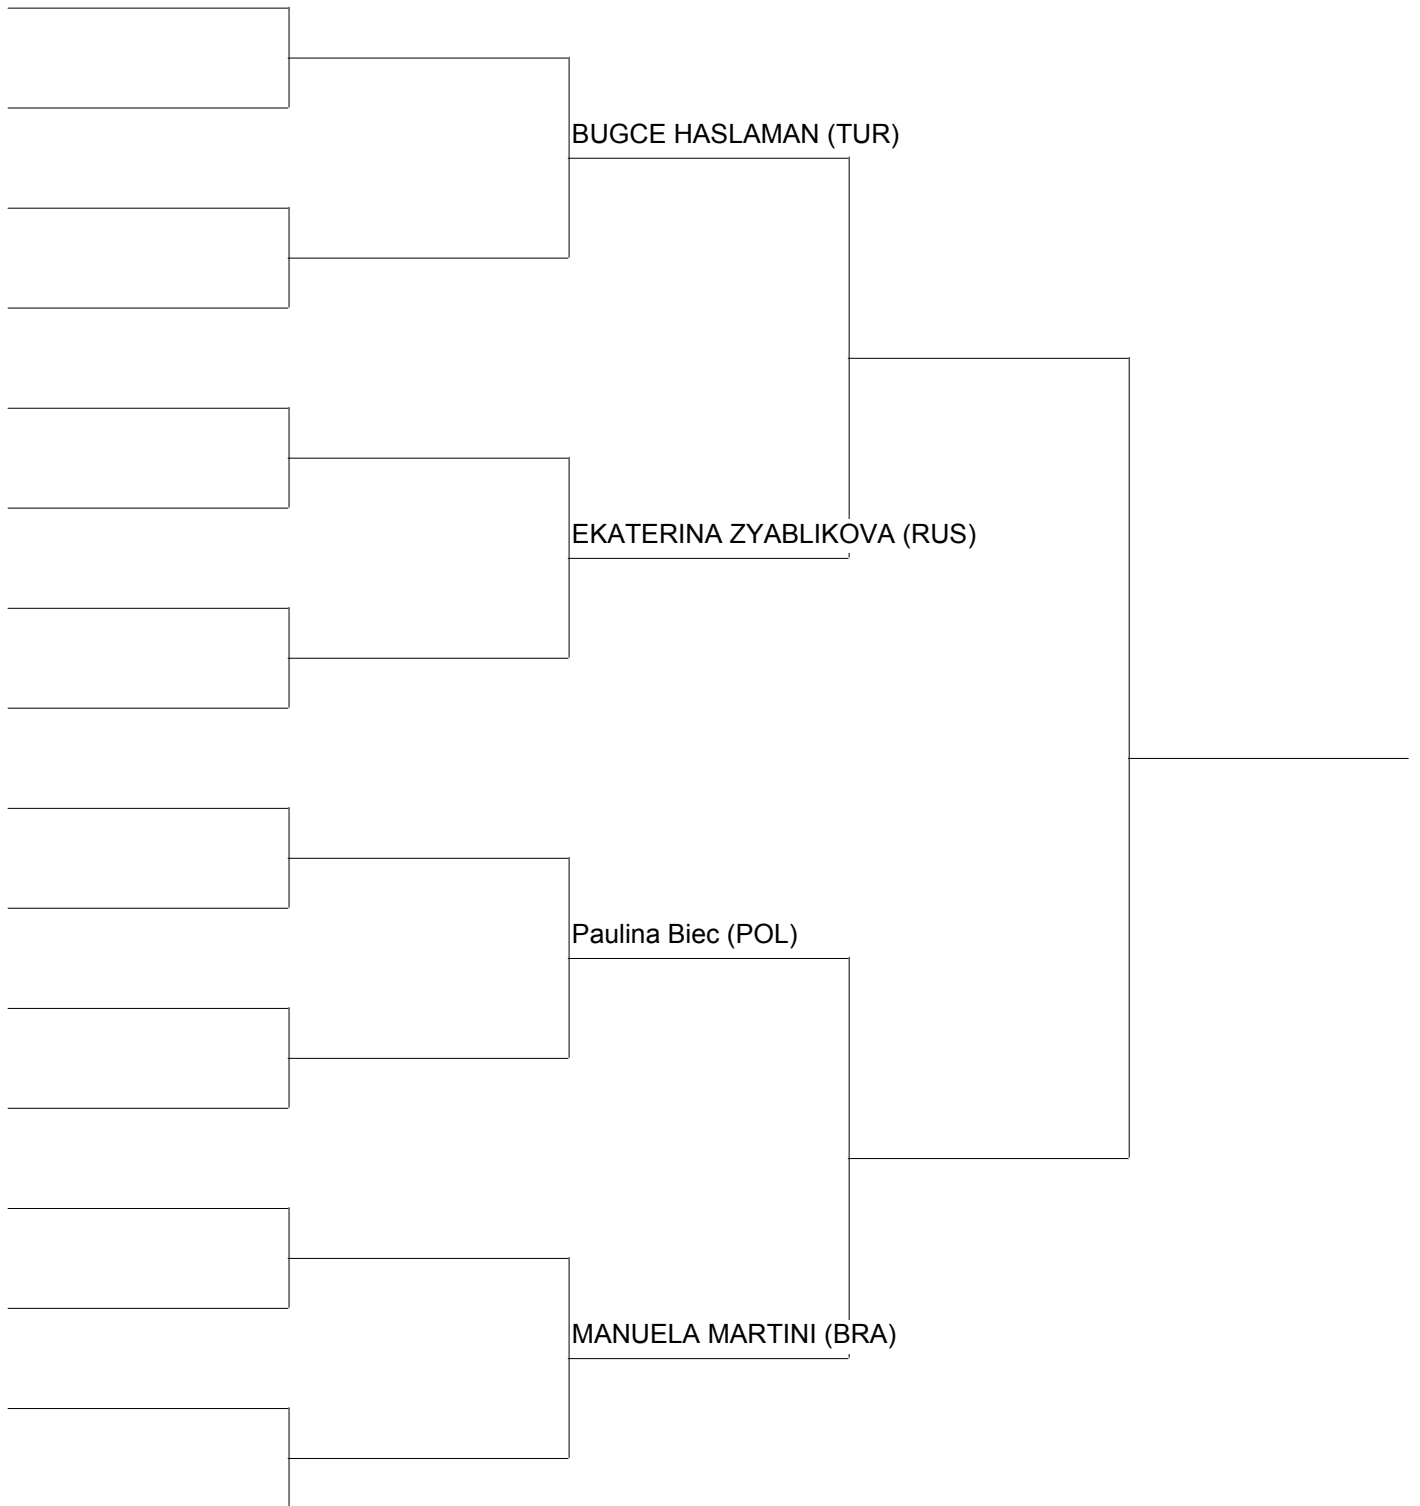 BUGCE HASLAMAN (TUR)
EKATERINA ZYABLIKOVA (RUS)
Paulina Biec (POL)
MANUELA MARTINI (BRA)